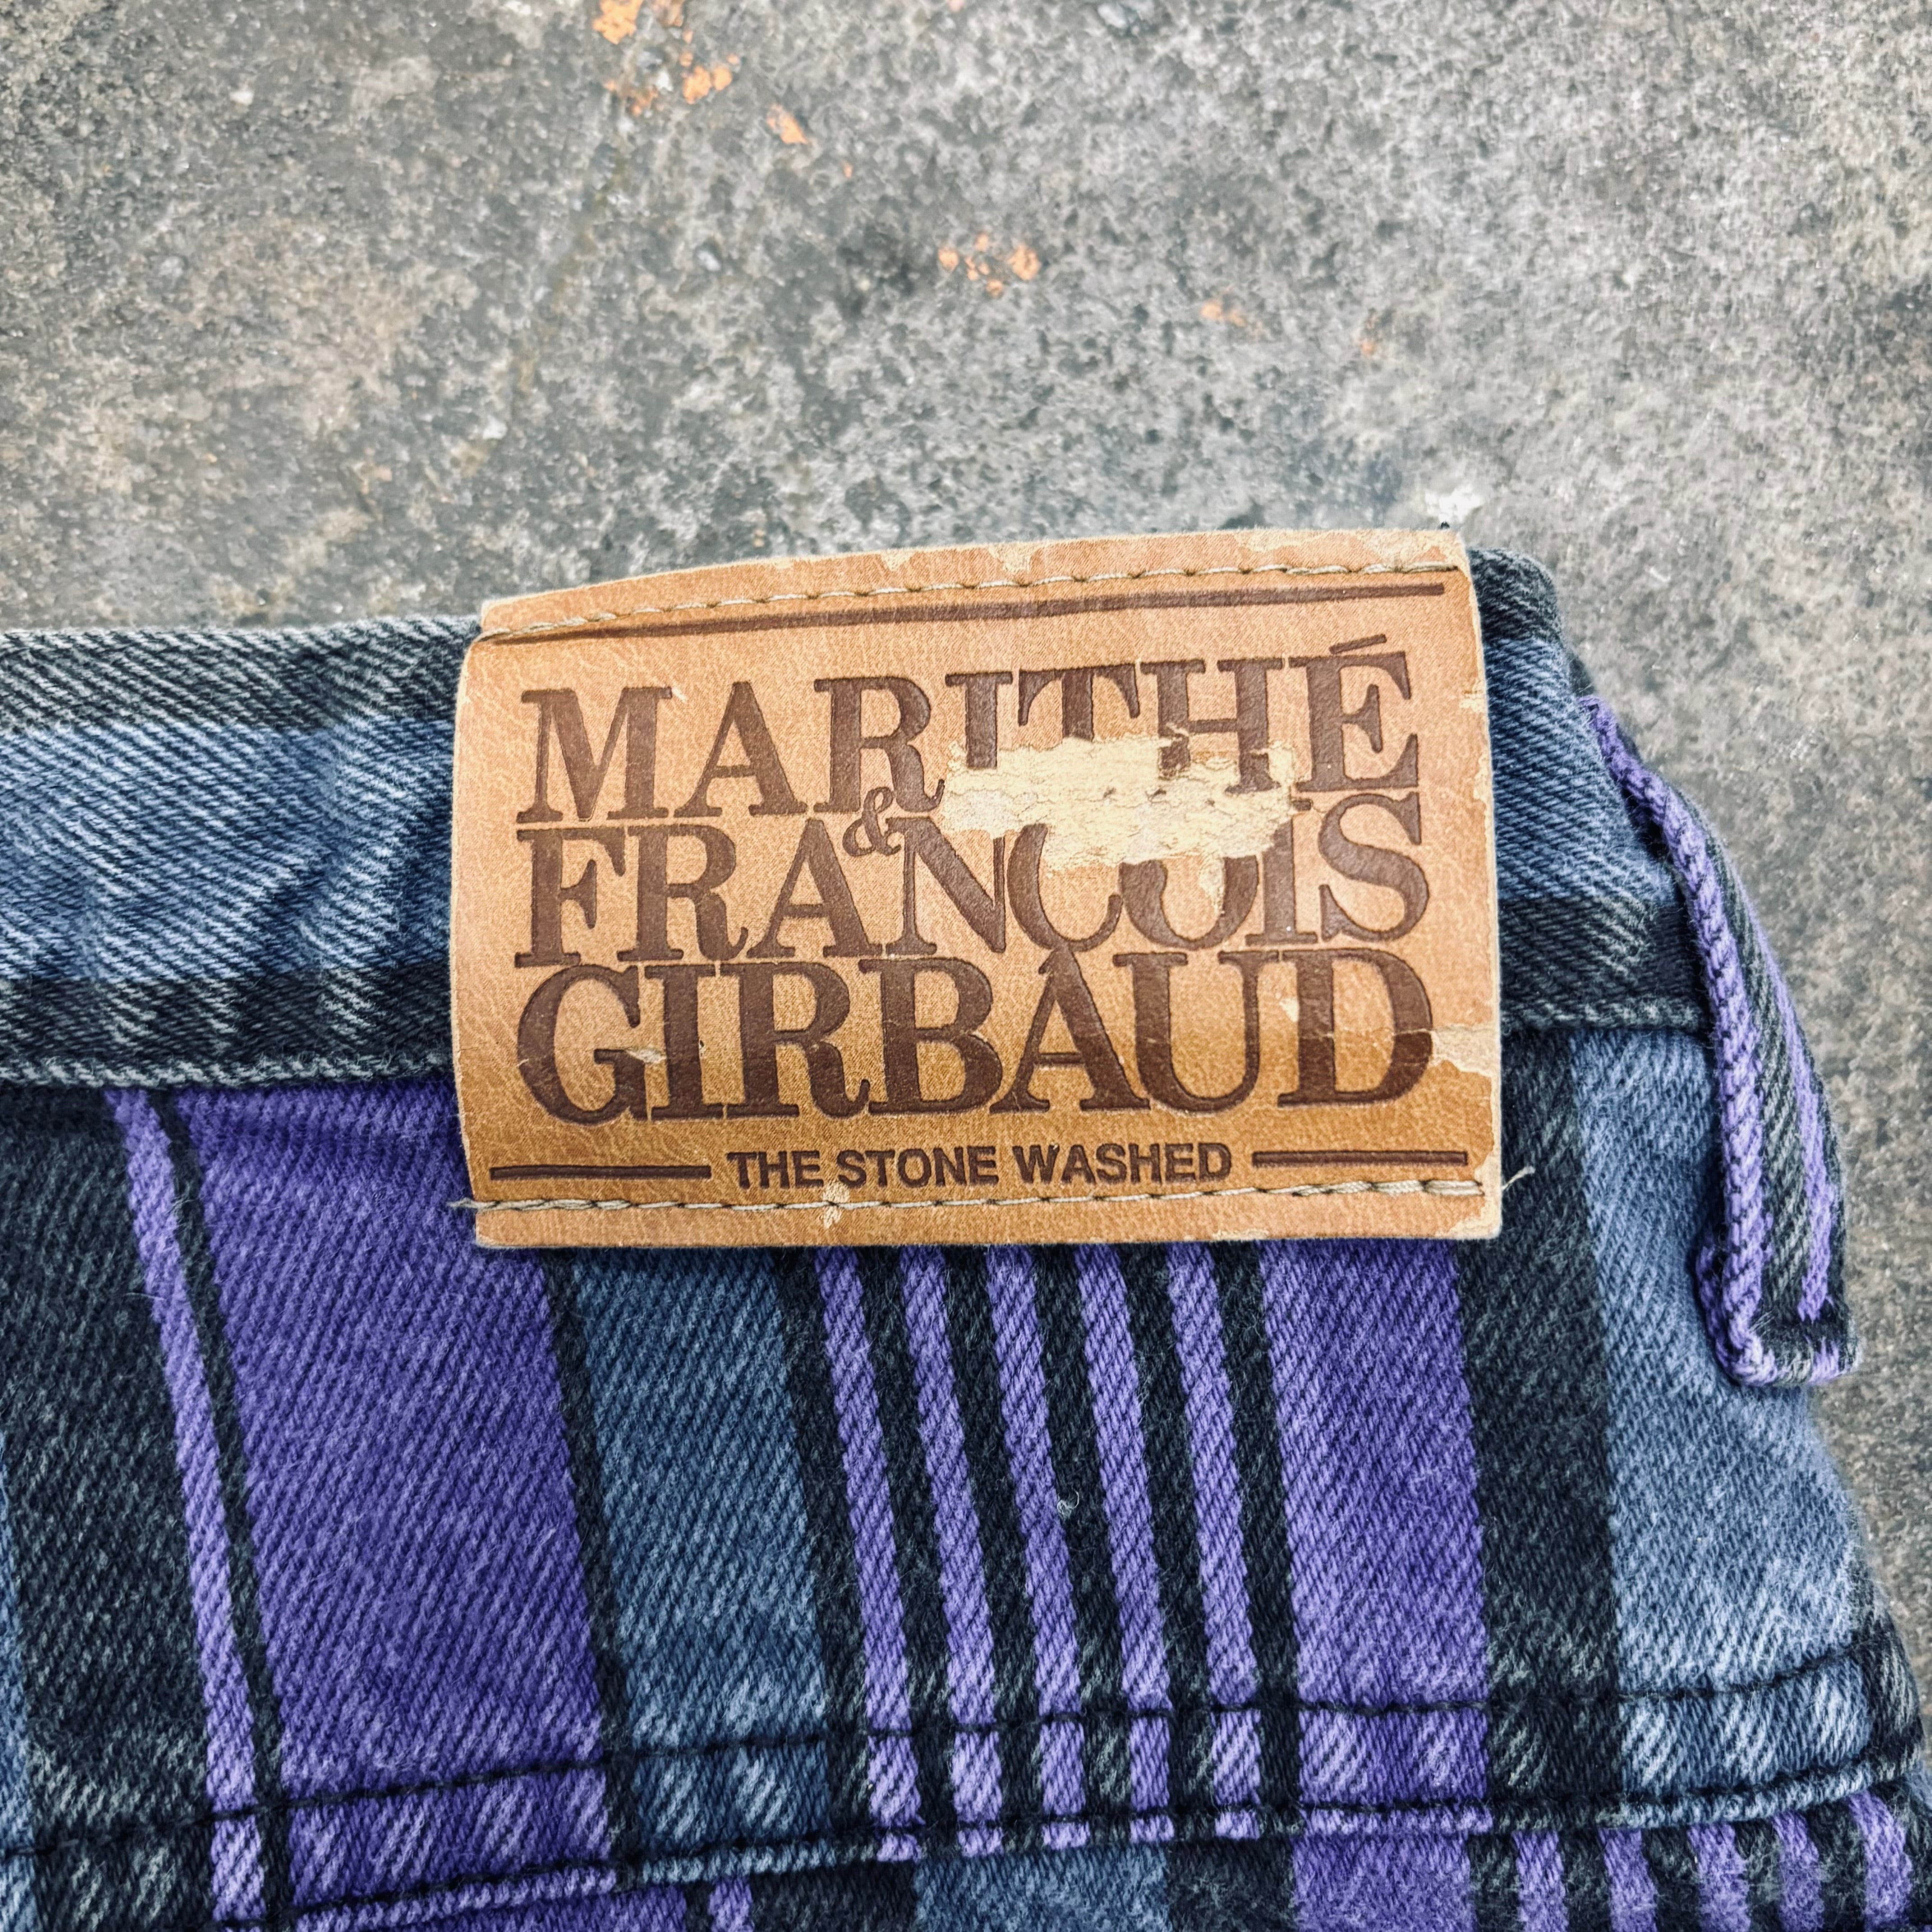 MARITHÉ
&
FRANÇOIS
GIRBAUD
THE STONE WASHED